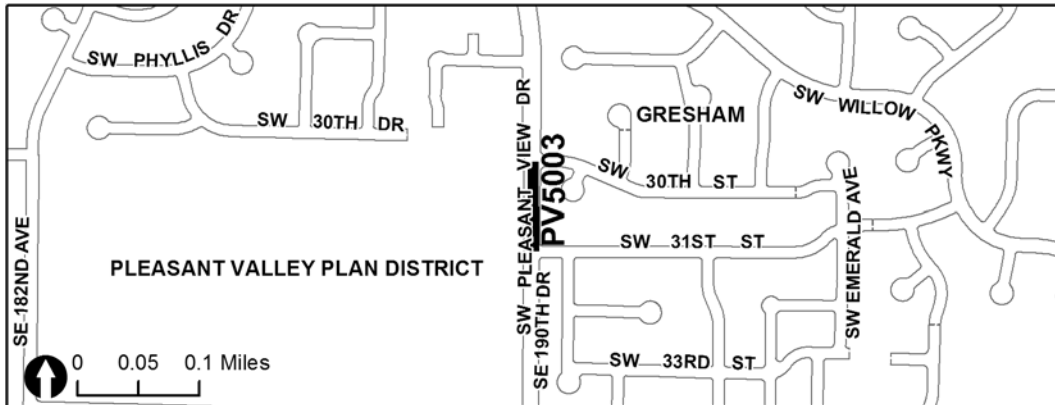 SW PHYLLIS DR
SW 30TH DR
SW PLEASANT VIEW DR
PV5003
GRESHAM
SW WILLOW PKWY
SW 30TH ST
SE 182ND AVE
PLEASANT VALLEY PLAN DISTRICT
SW 31ST ST
SW EMERALD AVE
SE 190TH DR
SW 33RD ST
0 0.05 0.1 Miles